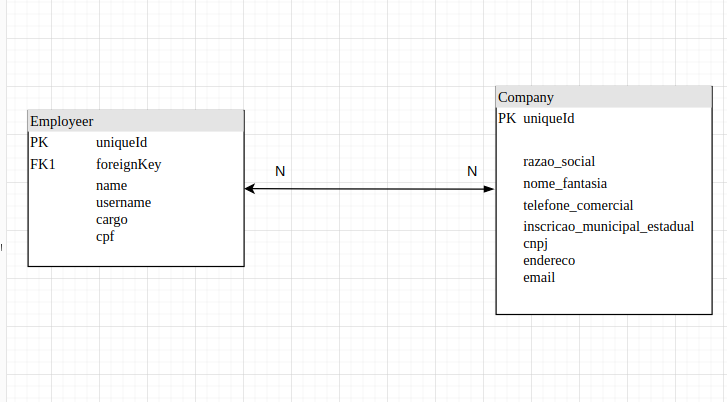 Employeer
PK uniqueId
FK1 foreignKey
name
username
cargo
cpf
N N
Company
PK uniqueId
razao_social
nome_fantasia
telefone_comercial
inscricao_municipal_estadual
cnpj
endereco
email